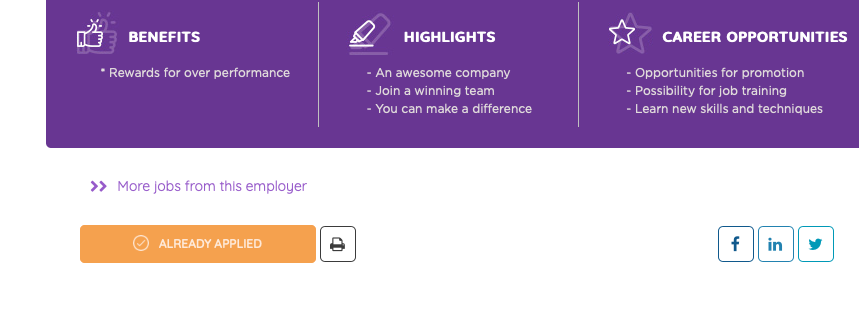 BENEFITS
* Rewards for over performance
HIGHLIGHTS
- An awesome company
- Join a winning team
- You can make a difference
CAREER OPPORTUNITIES
- Opportunities for promotion
- Possibility for job training
- Learn new skills and techniques
More jobs from this employer
ALREADY APPLIED